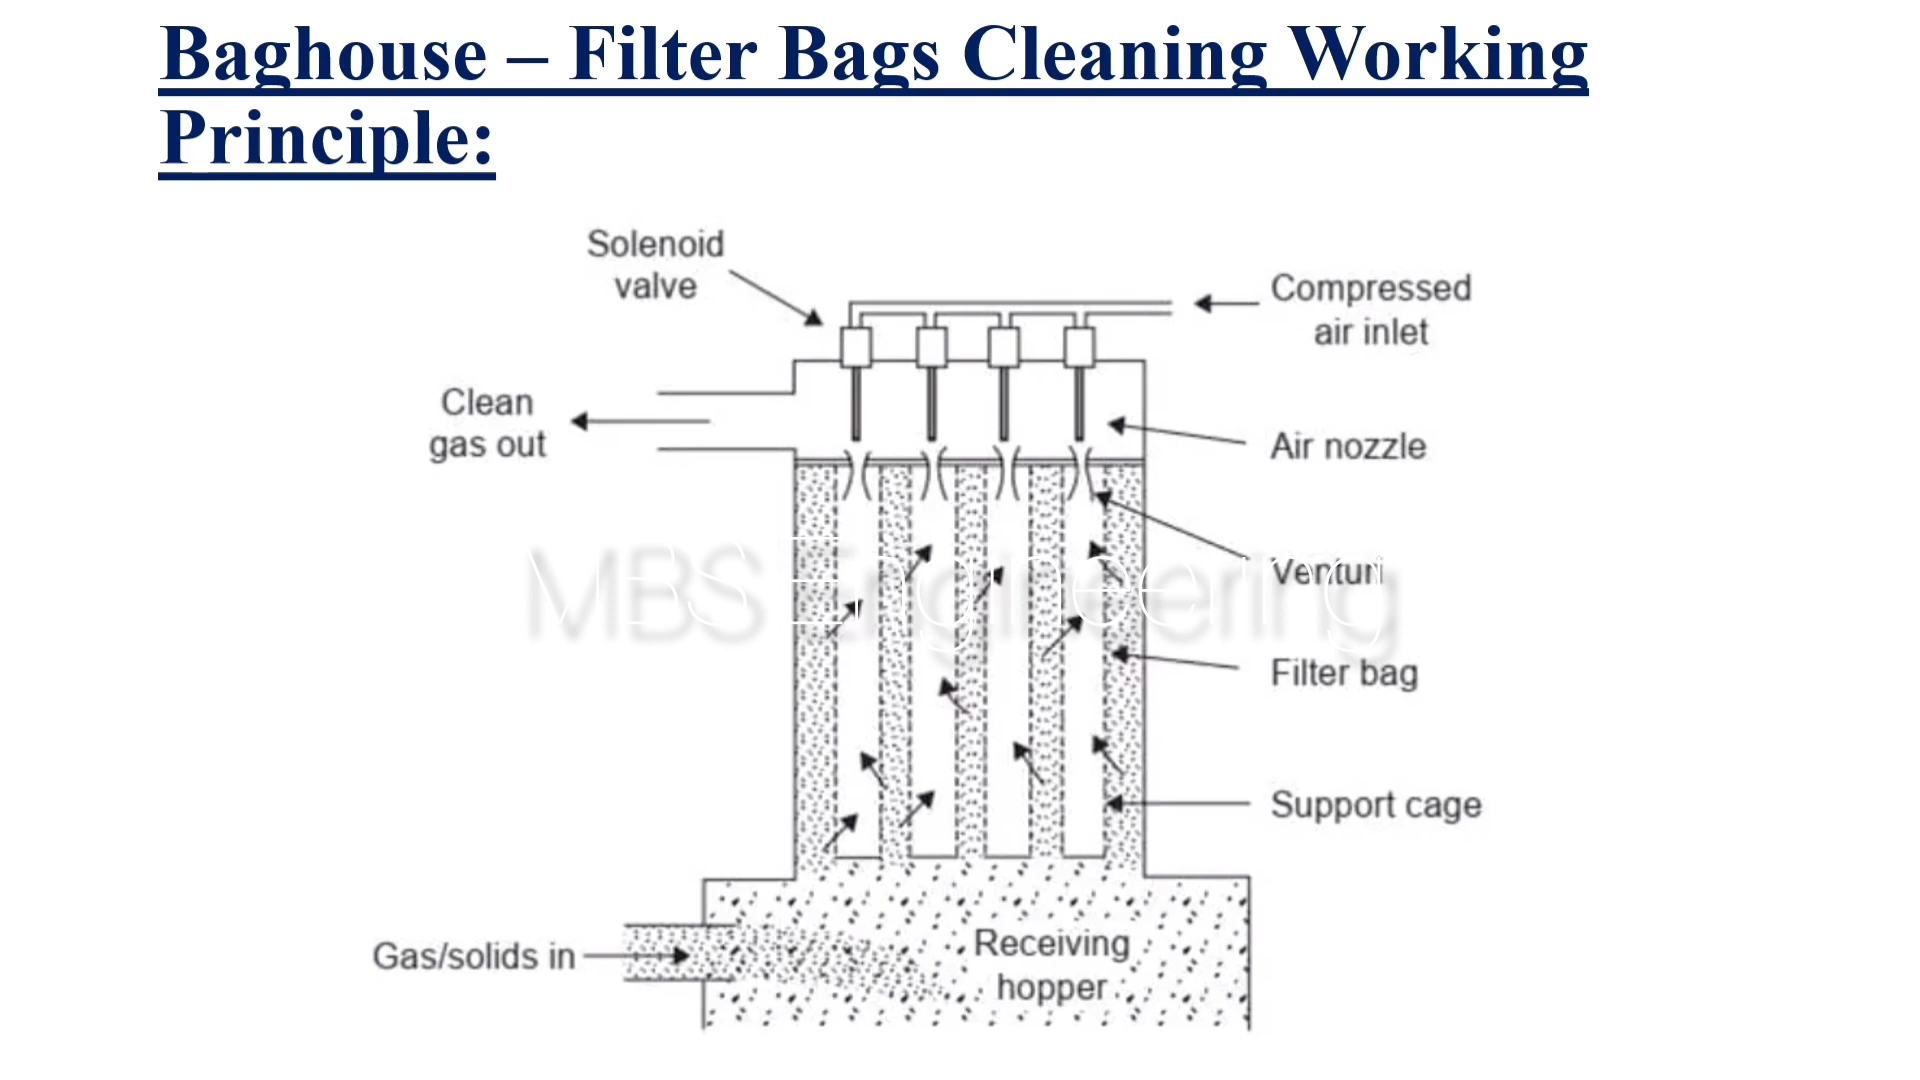 Baghouse – Filter Bags Cleaning Working
Principle:
Solenoid
valve
Compressed
air inlet
Clean
gas out
Air nozzle
MBS Engineering
Venturi
Filter bag
Support cage
Gas/solids in
Receiving
hopper